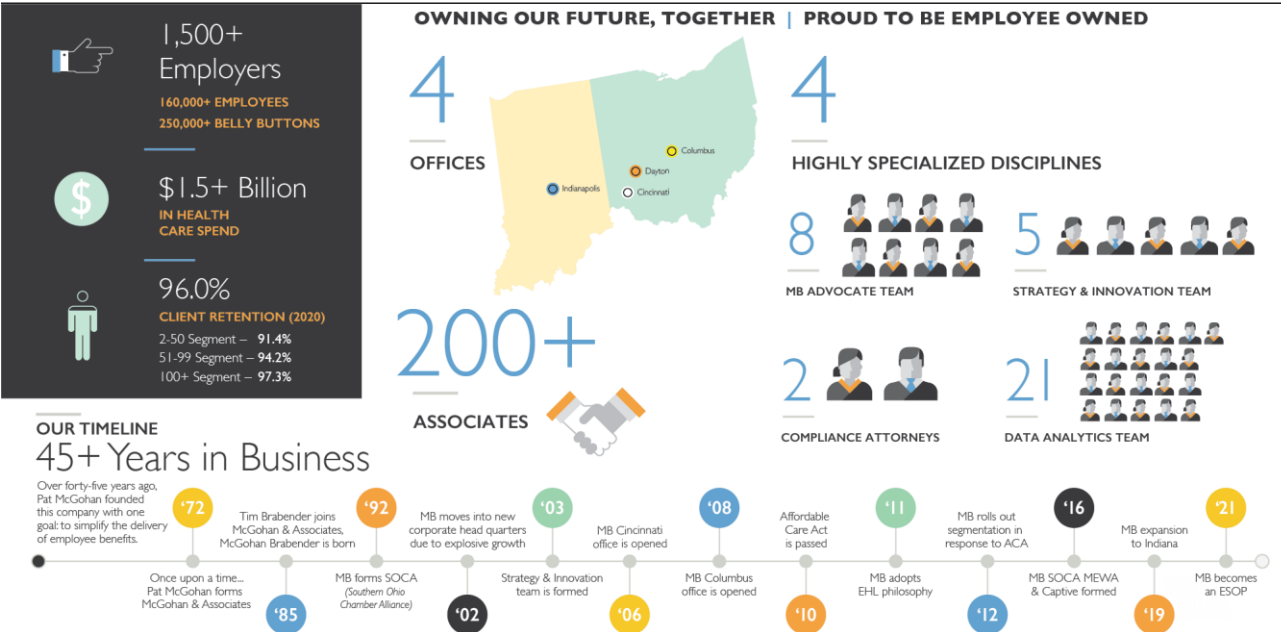 OWNING OUR FUTURE, TOGETHER | PROUD TO BE EMPLOYEE OWNED
1,500+
Employers
160,000+ EMPLOYEES
250,000+ BELLY BUTTONS
$
$1.5+ Billion
IN HEALTH
CARE SPEND
96.0%
CLIENT RETENTION (2020)
2-50 Segment – 91.4%
51-99 Segment – 94.2%
100+ Segment – 97.3%
4
OFFICES
Columbus
Dayton
Indianapolis
Cincinnati
200+
ASSOCIATES
4
HIGHLY SPECIALIZED DISCIPLINES
8
MB ADVOCATE TEAM
5
STRATEGY & INNOVATION TEAM
2
COMPLIANCE ATTORNEYS
21
DATA ANALYTICS TEAM
OUR TIMELINE
45+ Years in Business
Over forty-five years ago,
Pat McGohan founded
this company with one
goal: to simplify the delivery
of employee benefits.
‘72
Once upon a time...
Pat McGohan forms
McGohan & Associates
Tim Brabender joins
McGohan & Associates,
McGohan Brabender is born
‘85
‘92
MB forms SOCA
(Southern Ohio
Chamber Alliance)
MB moves into new
corporate head quarters
due to explosive growth
‘02
‘03
Strategy & Innovation
team is formed
MB Cincinnati
office is opened
‘06
‘08
MB Columbus
office is opened
Affordable
Care Act
is passed
‘10
‘11
MB adopts
EHL philosophy
MB rolls out
segmentation in
response to ACA
‘12
‘16
MB SOCA MEWA
& Captive formed
MB expansion
to Indiana
‘19
‘21
MB becomes
an ESOP